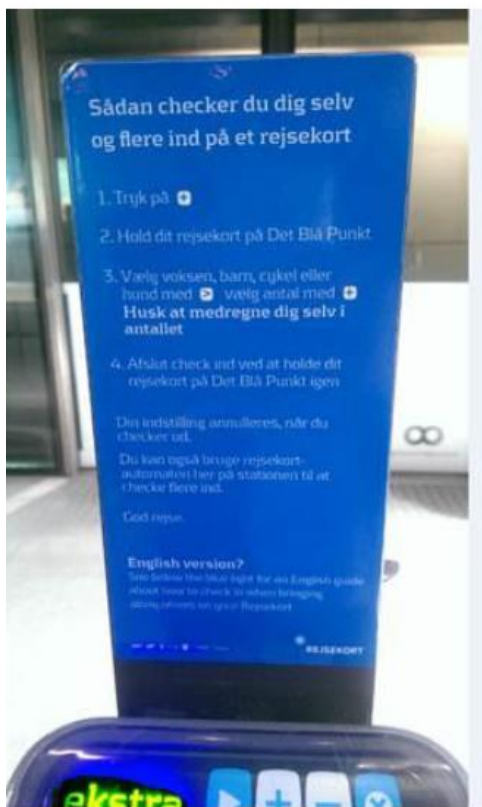 Sådan checker du dig selv
og flere ind på et rejsekort
1. Tryk på +
2. Hold dit rejsekort på Det Blå Punkt
3. Vælg voksen, barn, cykel eller
hund med > vælg antal med +
Husk at medregne dig selv i
antallet
4. Afslut check ind ved at holde dit
rejsekort på Det Blå Punkt igen
Din indstilling annulleres, når du
checker ud.
Du kan også bruge rejsekort-
automaten her på stationen til at
checke flere ind.
God rejse.
English version?
See below the blue light for an English guide
about how to check in when bringing
along others on your Rejsekort
REJSEKORT
ekstra
+ -